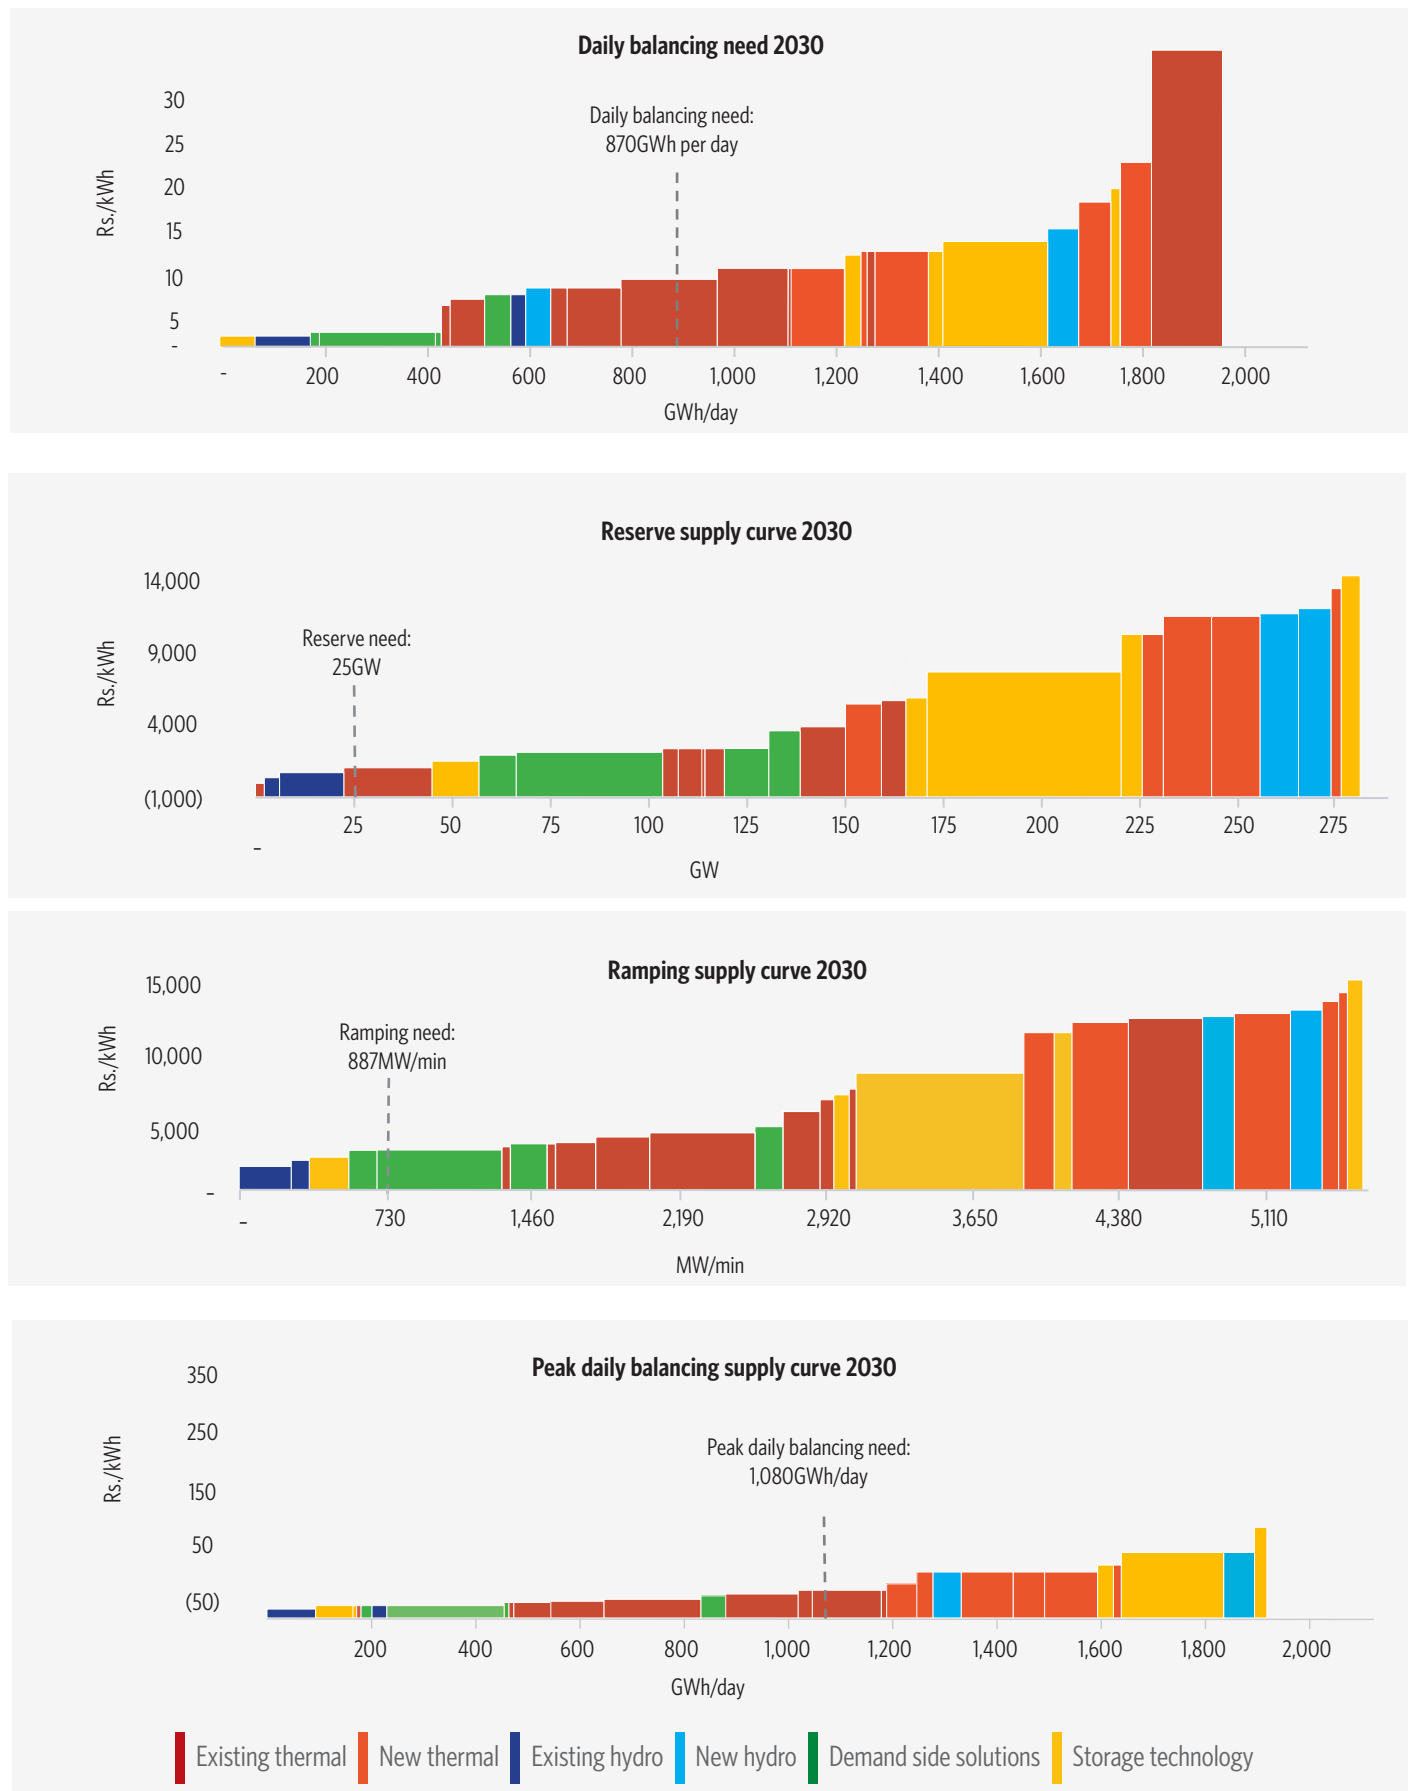 Daily balancing need 2030
Daily balancing need:
870GWh per day
Rs./kWh
30
25
20
15
10
5
-
- 200 400 600 800 1,000 1,200 1,400 1,600 1,800 2,000
GWh/day
Reserve supply curve 2030
Reserve need:
25GW
Rs./kWh
14,000
9,000
4,000
(1,000)
25 50 75 100 125 150 175 200 225 250 275
-
GW
Ramping supply curve 2030
Ramping need:
887MW/min
Rs./kWh
15,000
10,000
5,000
-
- 730 1,460 2,190 2,920 3,650 4,380 5,110
MW/min
Peak daily balancing supply curve 2030
Peak daily balancing need:
1,080GWh/day
Rs./kWh
350
250
150
50
(50)
200 400 600 800 1,000 1,200 1,400 1,600 1,800 2,000
GWh/day
Existing thermal New thermal Existing hydro New hydro Demand side solutions Storage technology